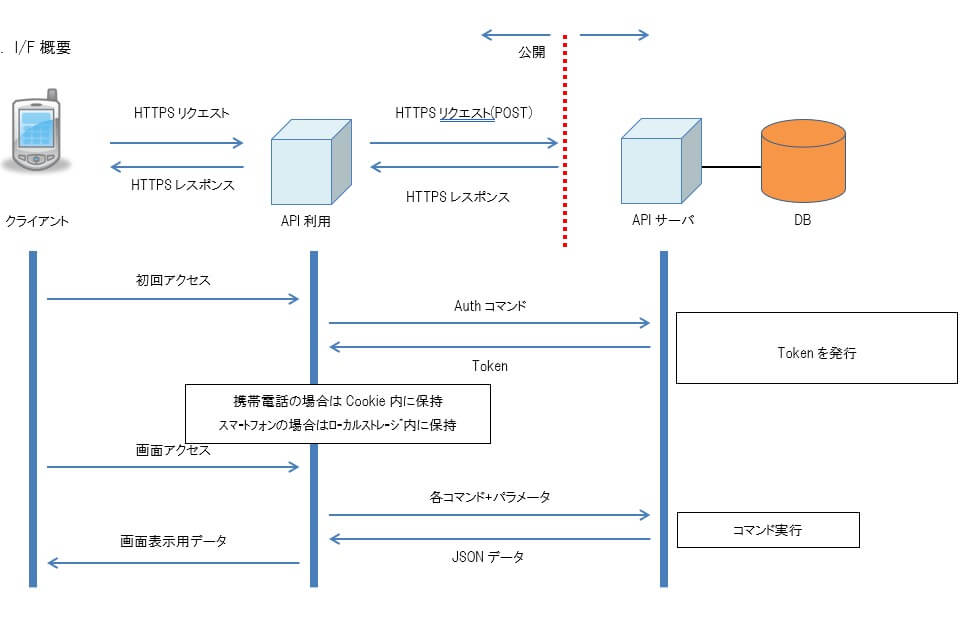 . I/F 概要
公開
HTTPS リクエスト
HTTPS リクエスト(POST)
HTTPS レスポンス
HTTPS レスポンス
クライアント
API 利用
API サーバ
DB
初回アクセス
Auth コマンド
Token を発行
Token
携帯電話の場合は Cookie 内に保持
スマートフォンの場合はﾛｰｶﾙｽﾄﾚｰｼﾞ内に保持
画面アクセス
各コマンド+パラメータ
コマンド実行
画面表示用データ
JSON データ